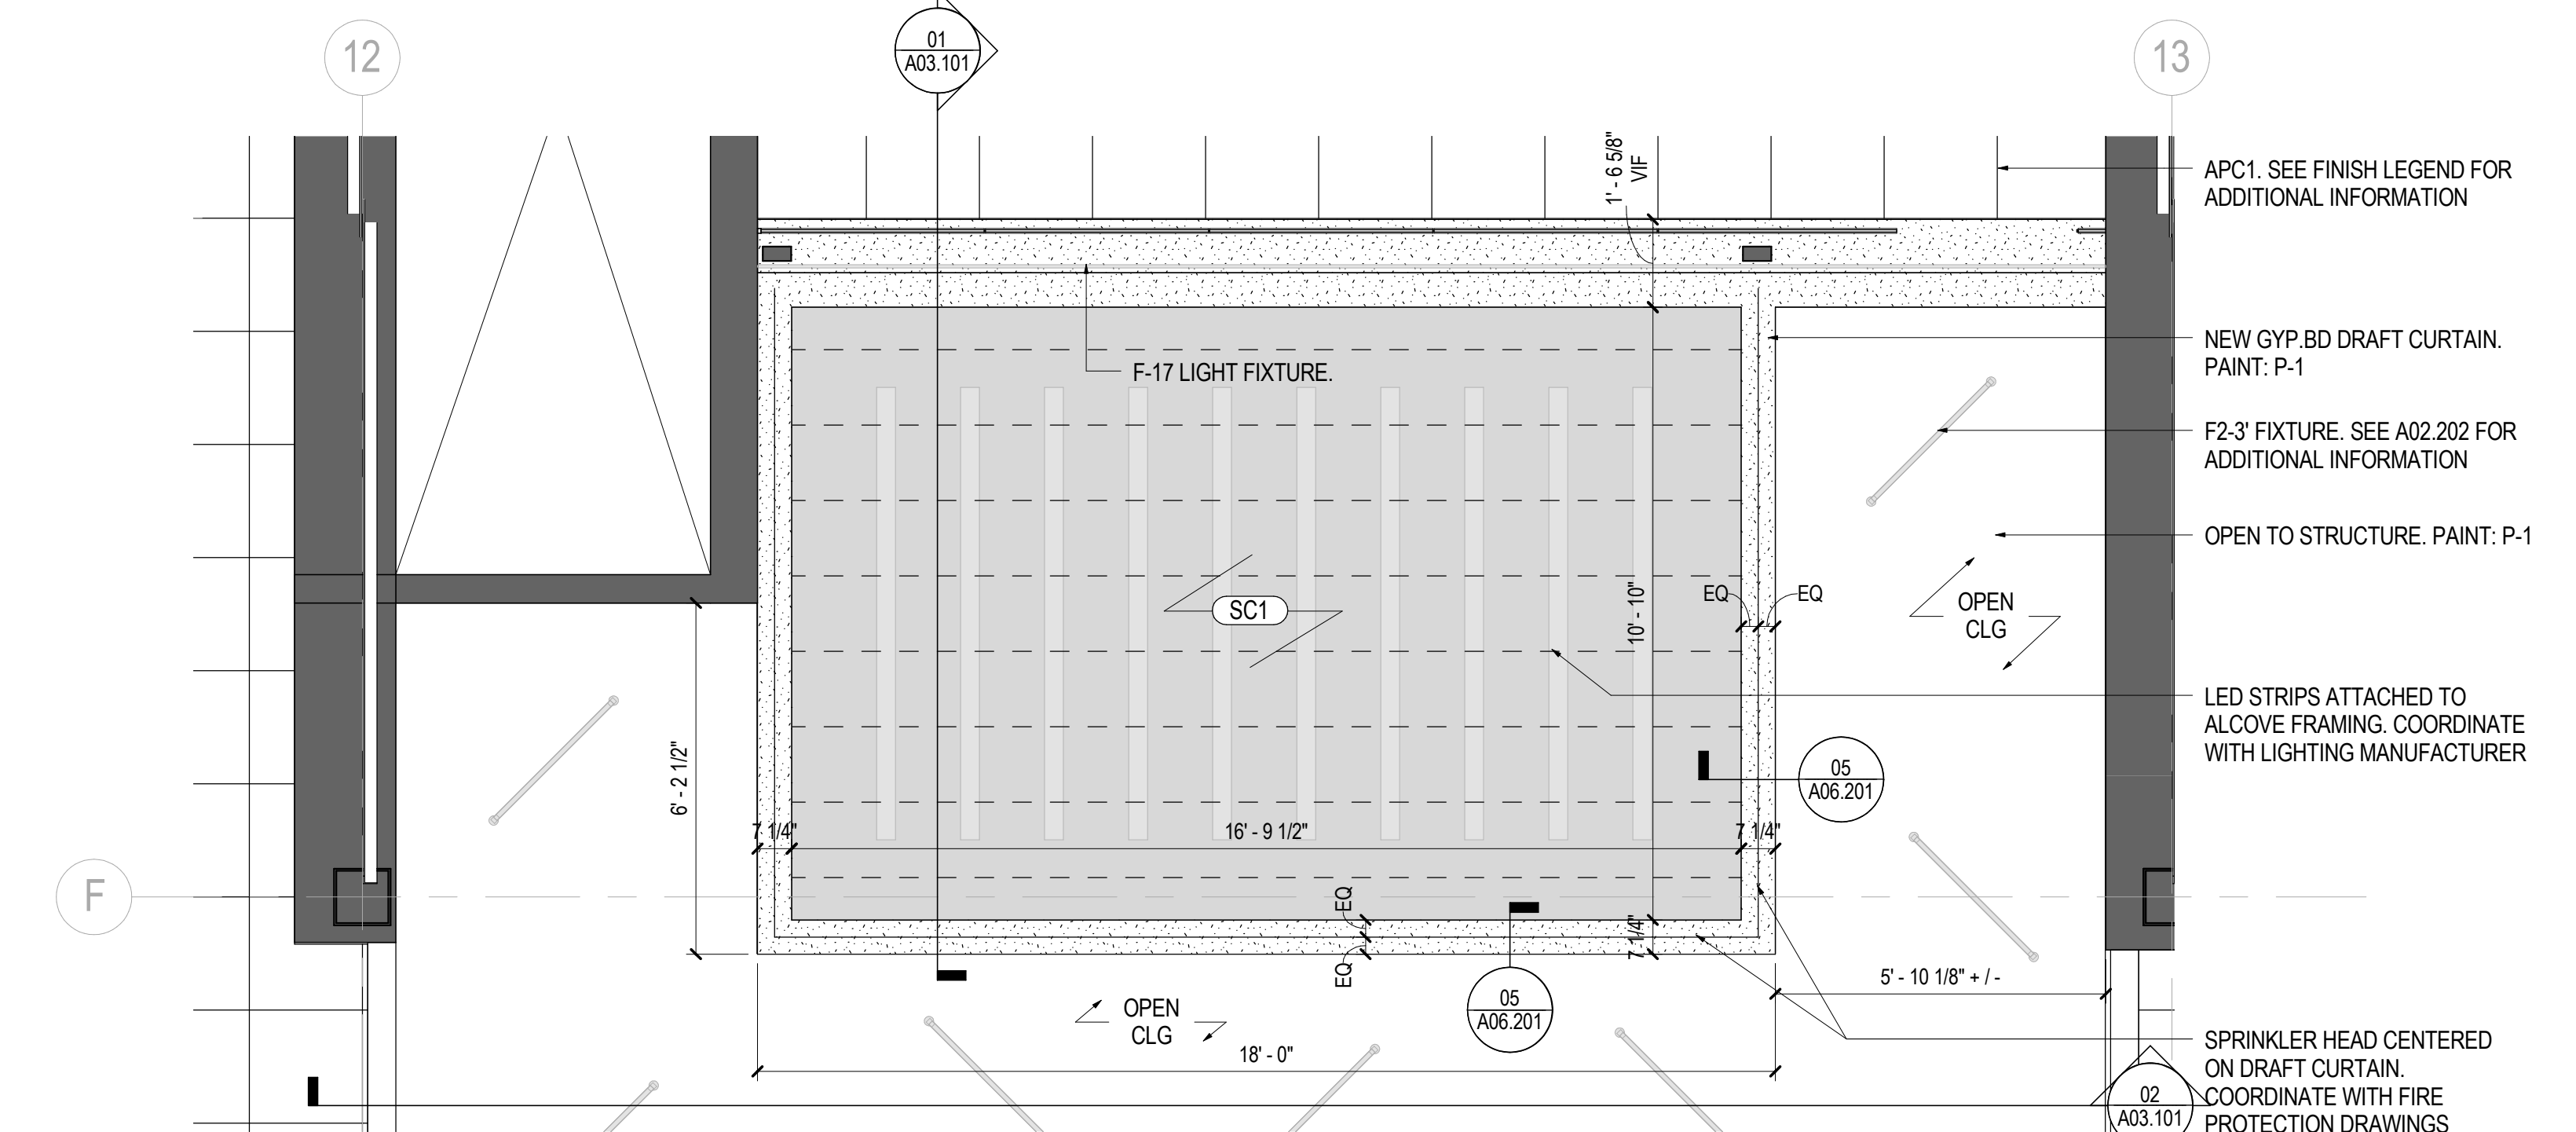 12
01
A03.101
13
1' - 6 5/8"
VIF
APC1. SEE FINISH LEGEND FOR
ADDITIONAL INFORMATION
NEW GYP.BD DRAFT CURTAIN.
PAINT: P-1
F-17 LIGHT FIXTURE.
F2-3' FIXTURE. SEE A02.202 FOR
ADDITIONAL INFORMATION
OPEN TO STRUCTURE. PAINT: P-1
SC1
10' - 10"
EQ
EQ
OPEN
CLG
LED STRIPS ATTACHED TO
ALCOVE FRAMING. COORDINATE
WITH LIGHTING MANUFACTURER
6' - 2 1/2"
05
A06.201
7 1/4"
16' - 9 1/2"
7 1/4"
F
EQ
EQ
7 1/4"
05
A06.201
5' - 10 1/8" + / -
OPEN
CLG
18' - 0"
SPRINKLER HEAD CENTERED
ON DRAFT CURTAIN.
COORDINATE WITH FIRE
PROTECTION DRAWINGS
02
A03.101